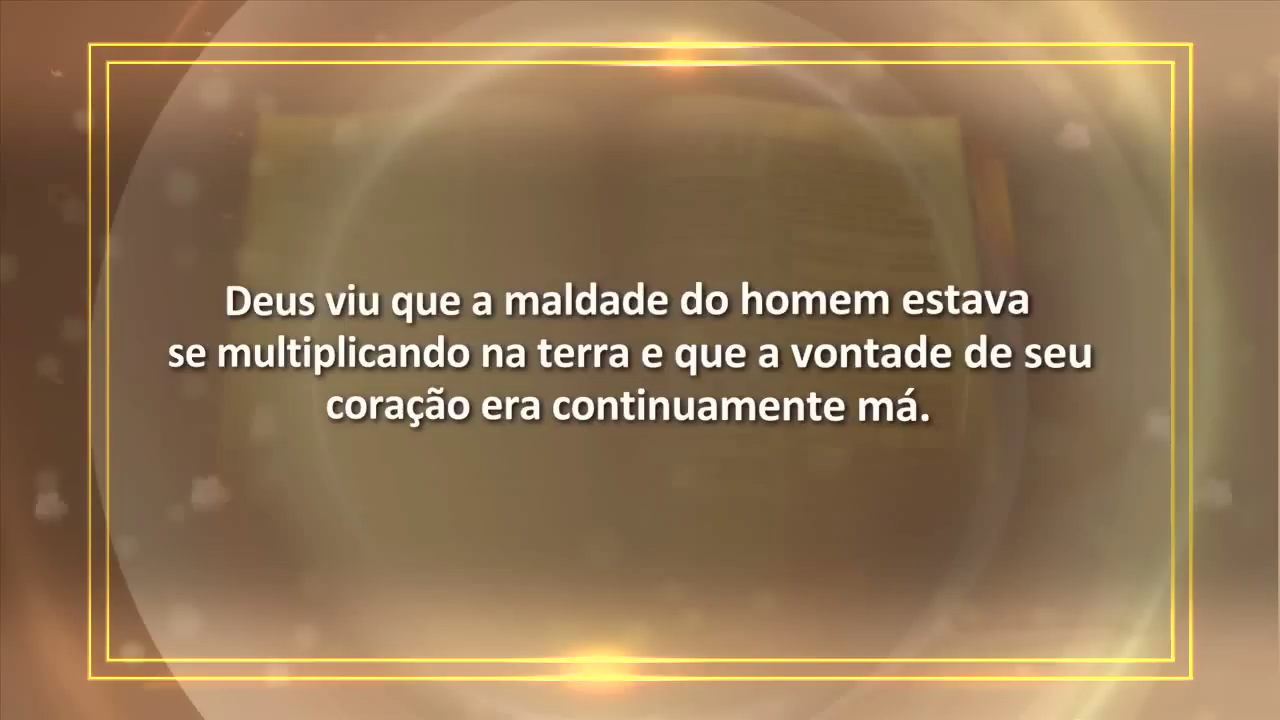 Deus viu que a maldade do homem estava
se multiplicando na terra e que a vontade de seu
coração era continuamente má.